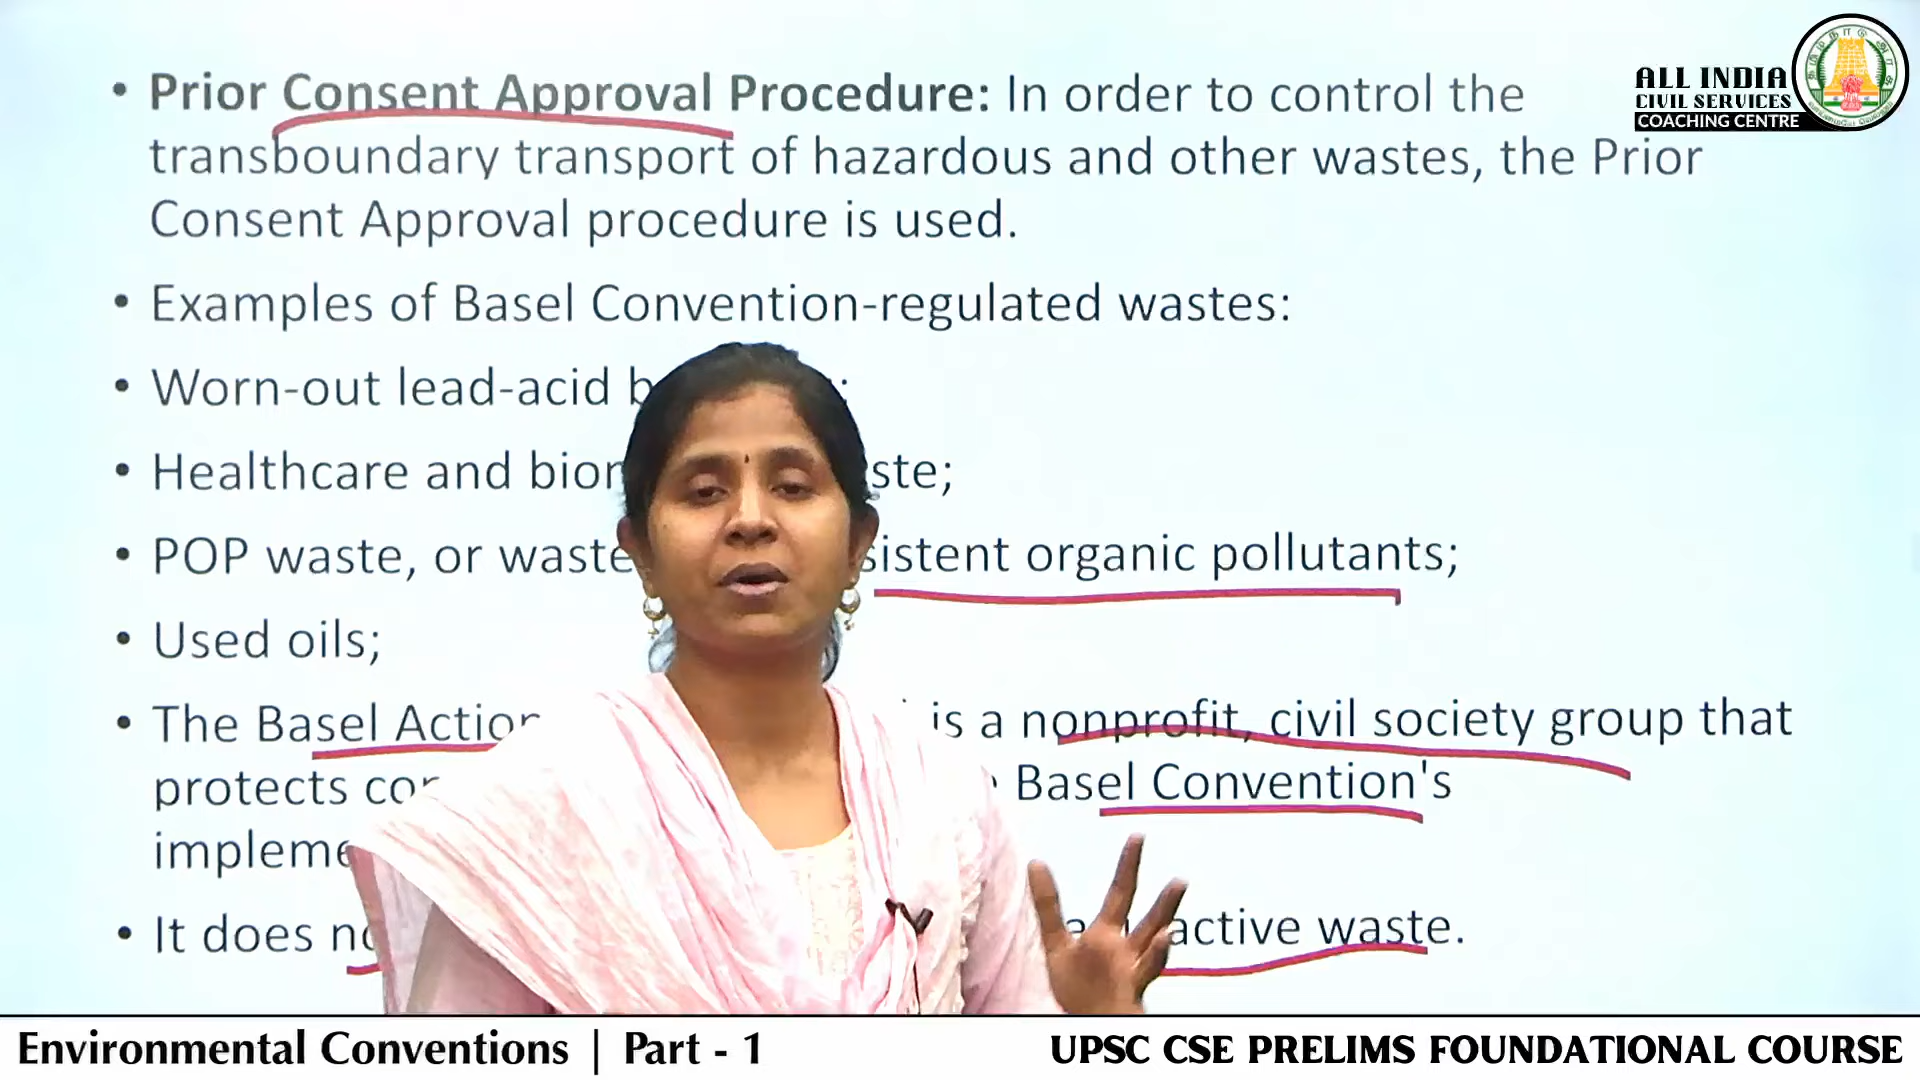 • Prior Consent Approval Procedure: In order to control the
transboundary transport of hazardous and other wastes, the Prior
Consent Approval procedure is used.
• Examples of Basel Convention-regulated wastes:
• Worn-out lead-acid
• Healthcare and
• POP waste, or organic pollutants;
• Used oils;
• The Basel is a nonprofit, civil society group that
protects Basel Convention's
• It does waste.
ALL INDIA
CIVIL SERVICES
COACHING CENTRE
Environmental Conventions | Part - 1
UPSC CSE PRELIMS FOUNDATIONAL COURSE